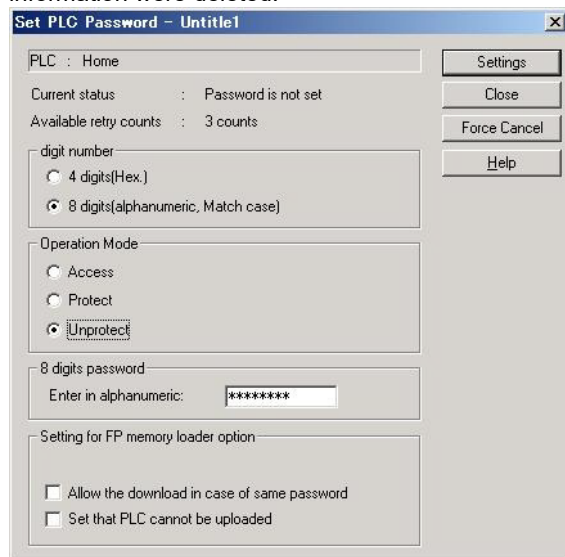 information were deleted.
Set PLC Password - Untitle1
PLC : Home
Settings
Current status : Password is not set
Close
Available retry counts : 3 counts
Force Cancel
digit number
Help
4 digits(Hex.)
8 digits(alphanumeric, Match case)
Operation Mode
Access
Protect
Unprotect
8 digits password
Enter in alphanumeric: ********
Setting for FP memory loader option
Allow the download in case of same password
Set that PLC cannot be uploaded